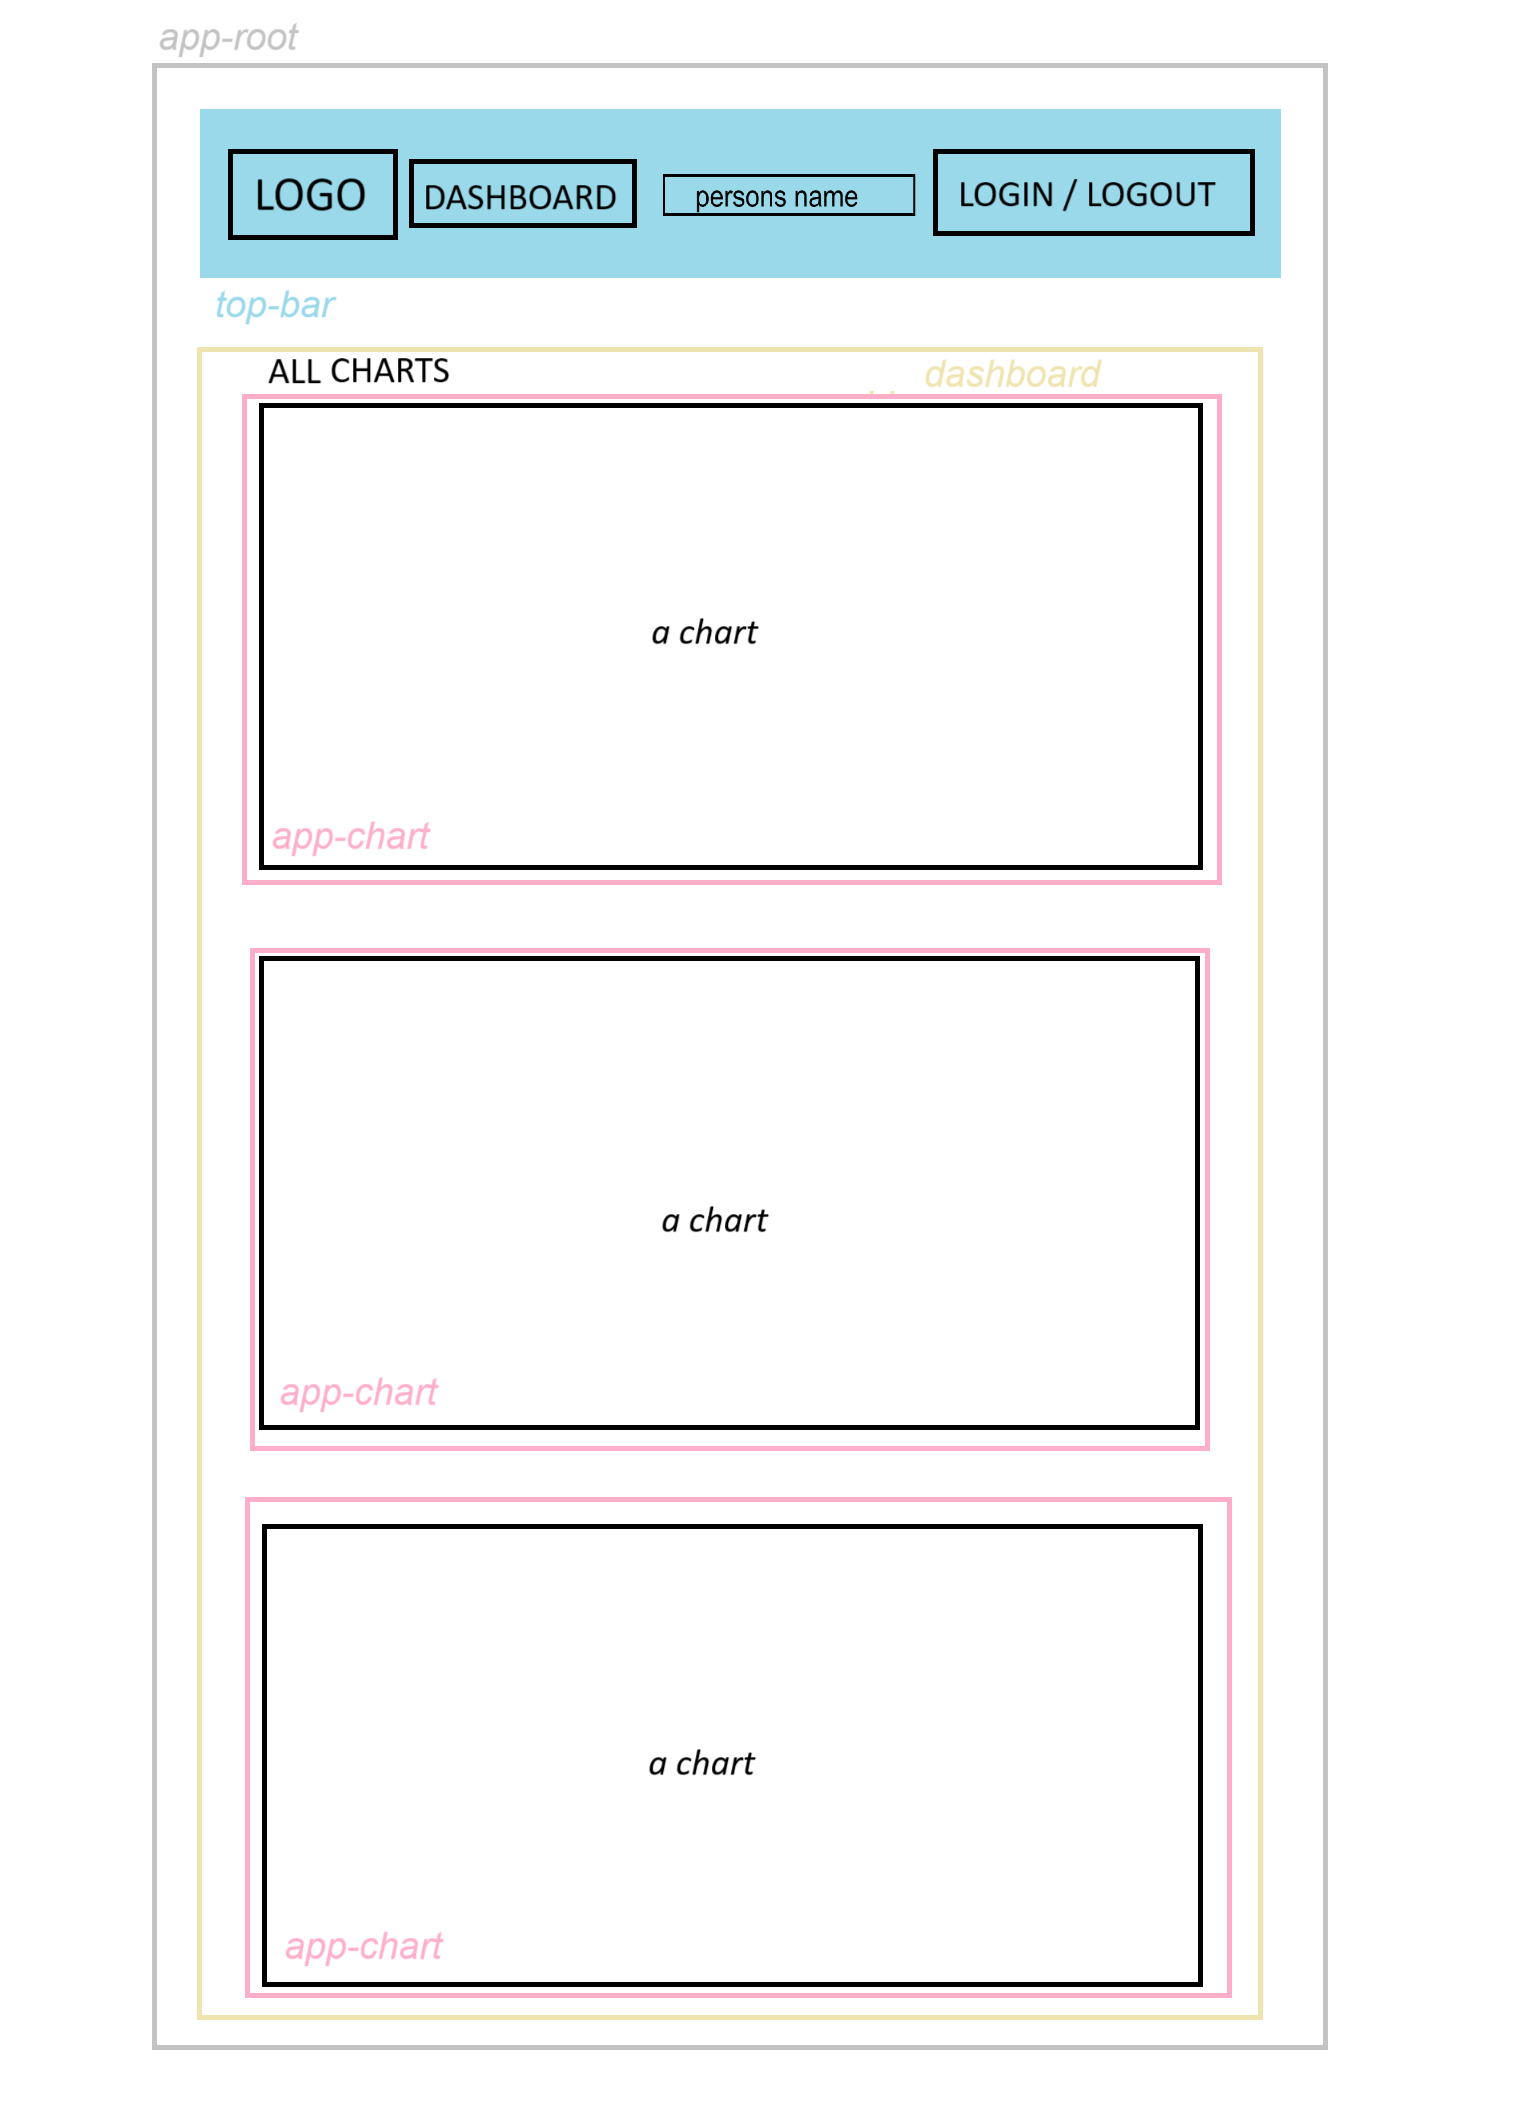 app-root
LOGO
DASHBOARD
persons name
LOGIN / LOGOUT
top-bar
ALL CHARTS
dashboard
a chart
app-chart
a chart
app-chart
a chart
app-chart